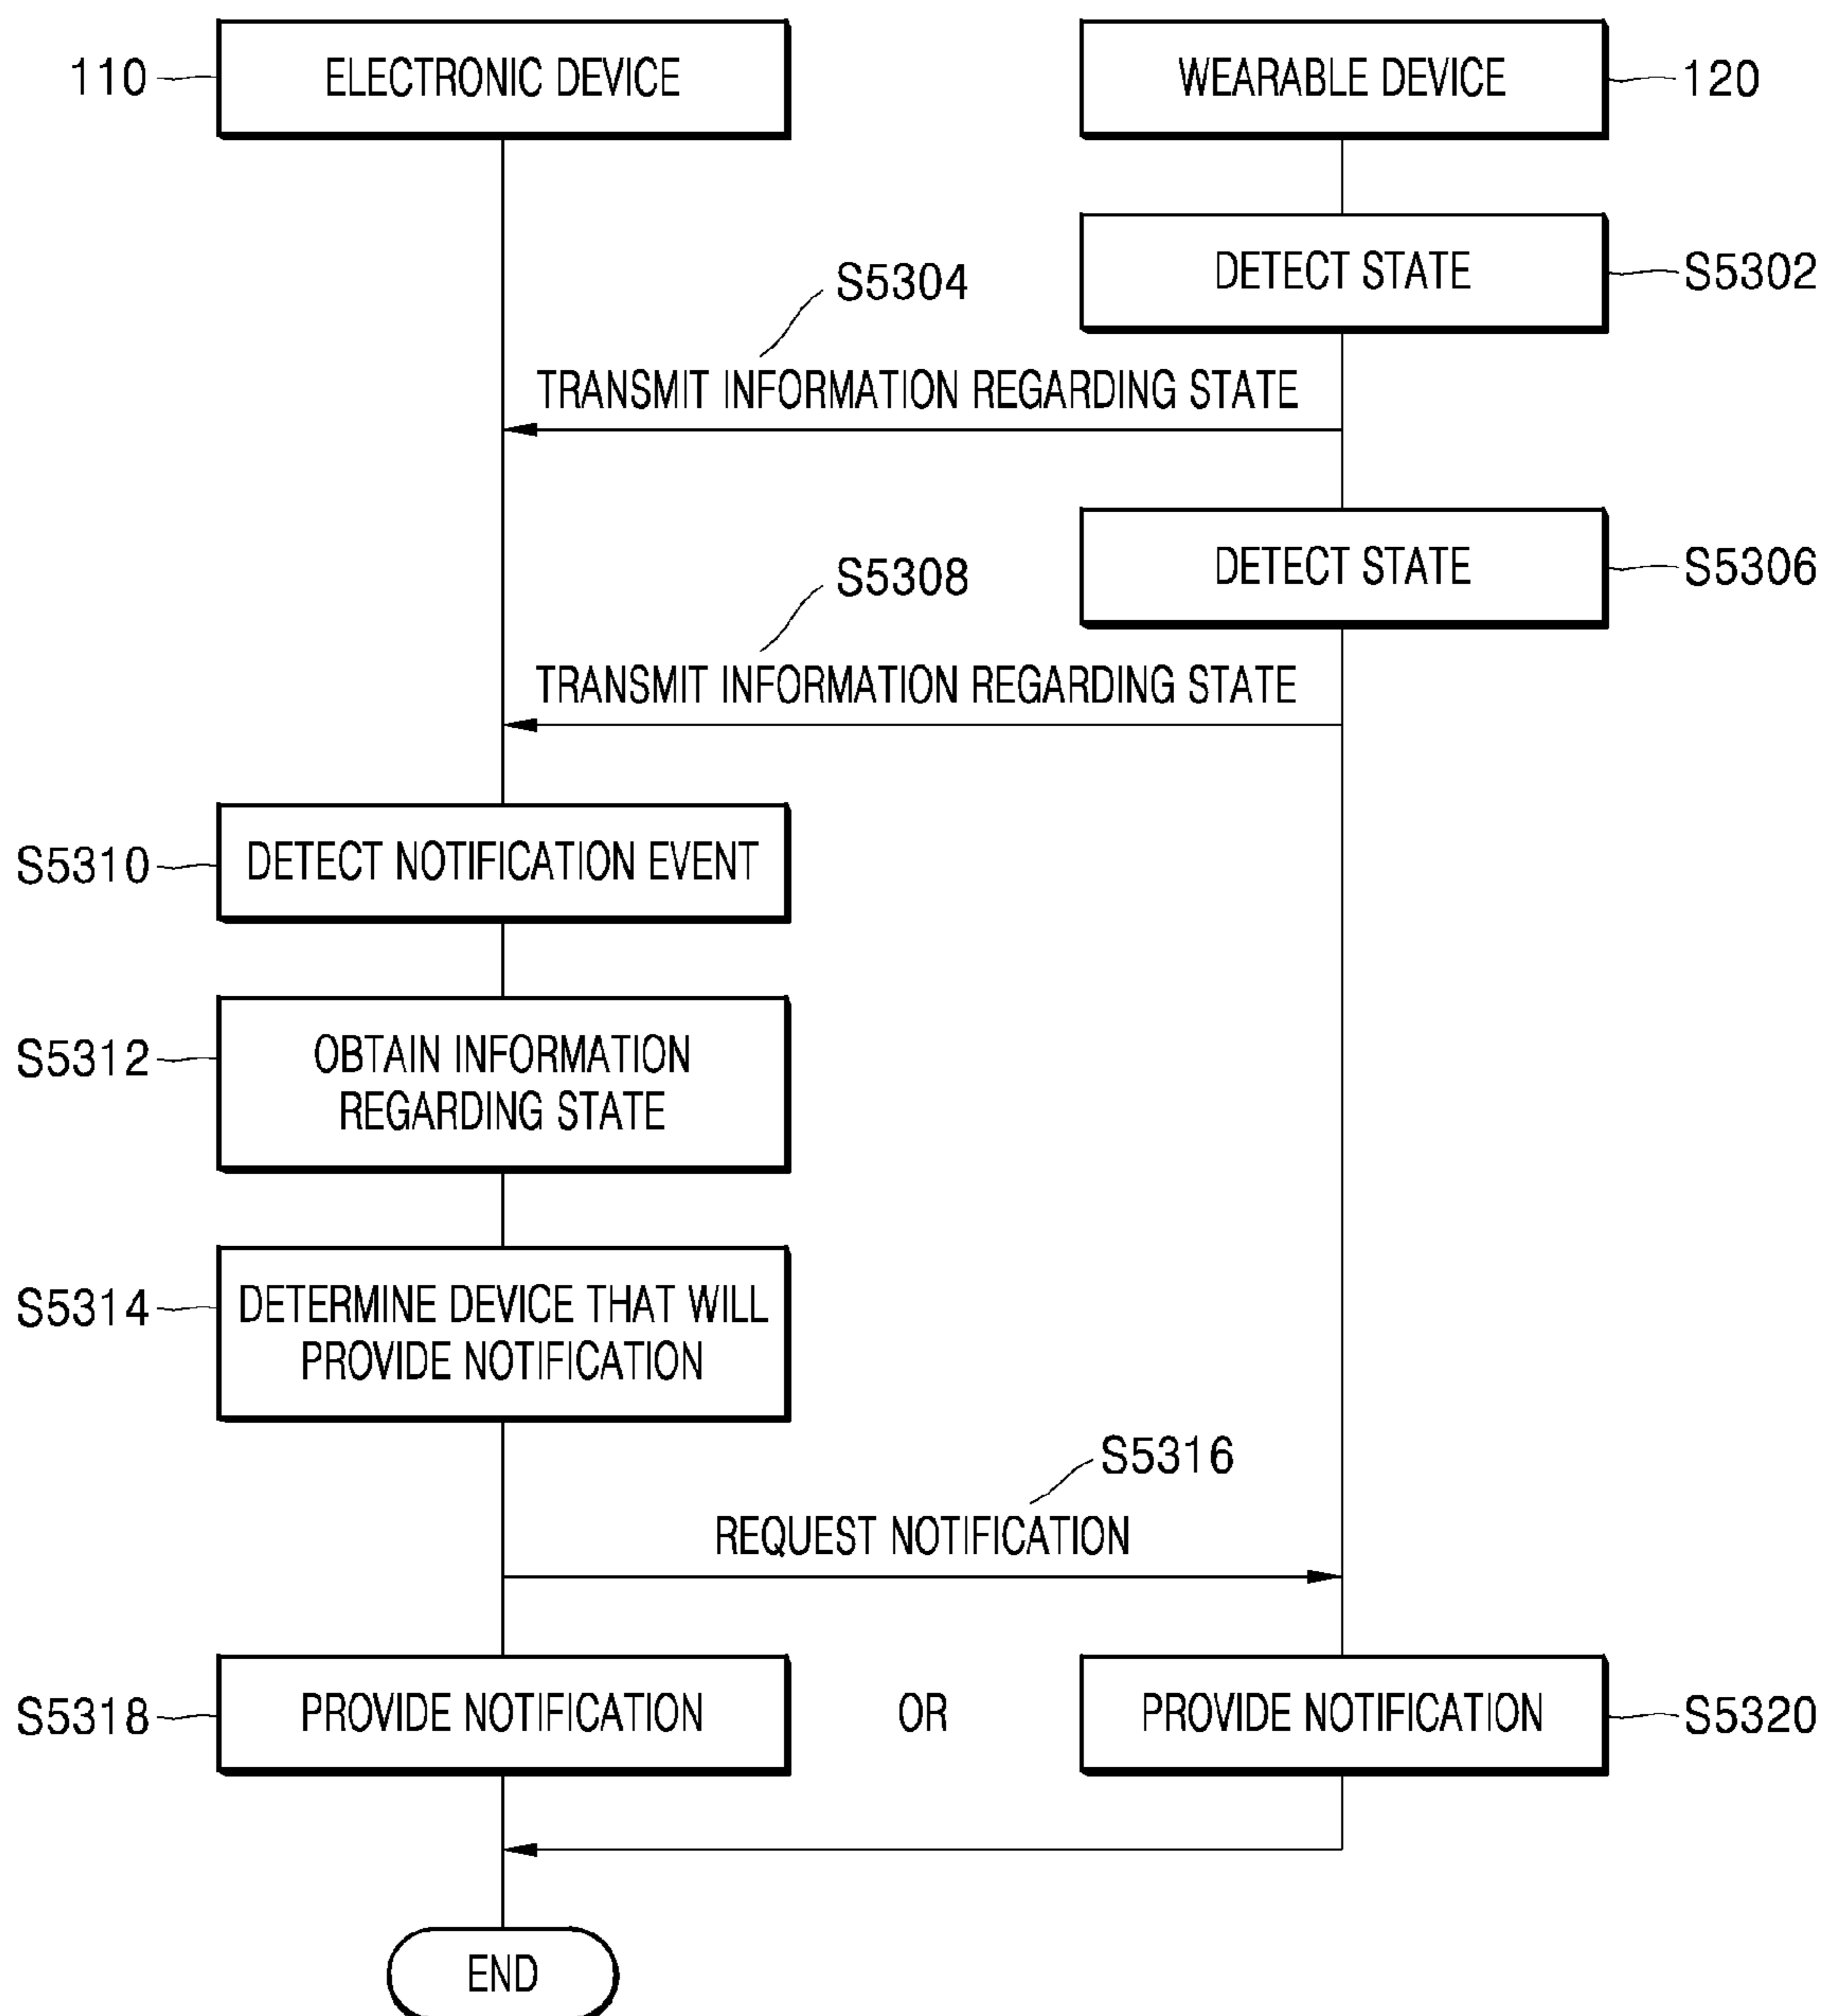 110
ELECTRONIC DEVICE
WEARABLE DEVICE
120
DETECT STATE
S5302
S5304
TRANSMIT INFORMATION REGARDING STATE
DETECT STATE
S5306
S5308
TRANSMIT INFORMATION REGARDING STATE
S5310
DETECT NOTIFICATION EVENT
S5312
OBTAIN INFORMATION
REGARDING STATE
S5314
DETERMINE DEVICE THAT WILL
PROVIDE NOTIFICATION
S5316
REQUEST NOTIFICATION
S5318
PROVIDE NOTIFICATION
OR
PROVIDE NOTIFICATION
S5320
END